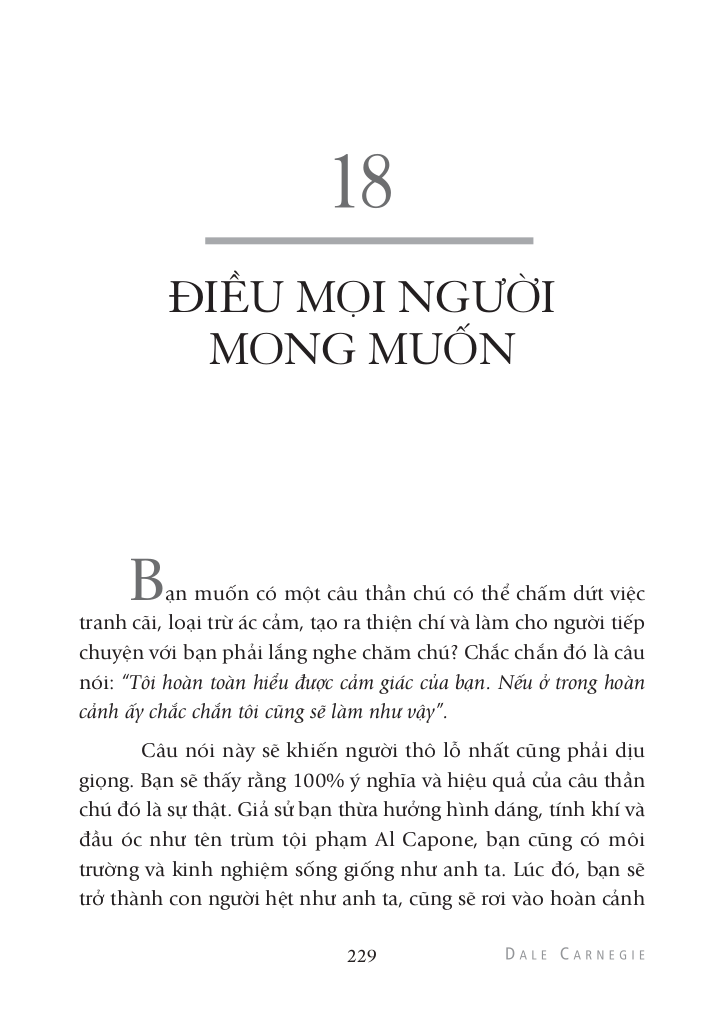 18
ĐIỀU MỌI NGƯỜI
MONG MUỐN
Bạn muốn có một câu thần chú có thể chấm dứt việc
tranh cãi, loại trừ ác cảm, tạo ra thiện chí và làm cho người tiếp
chuyện với bạn phải lắng nghe chăm chú? Chắc chắn đó là câu
nói: “Tôi hoàn toàn hiểu được cảm giác của bạn. Nếu ở trong hoàn
cảnh ấy chắc chắn tôi cũng sẽ làm như vậy”.
Câu nói này sẽ khiến người thô lỗ nhất cũng phải dịu
giọng. Bạn sẽ thấy rằng 100% ý nghĩa và hiệu quả của câu thần
chú đó là sự thật. Giả sử bạn thừa hưởng hình dáng, tính khí và
đầu óc như tên trùm tội phạm Al Capone, bạn cũng có môi
trường và kinh nghiệm sống giống như anh ta. Lúc đó, bạn sẽ
trở thành con người hệt như anh ta, cũng sẽ rơi vào hoàn cảnh
229 DALE CARNEGIE